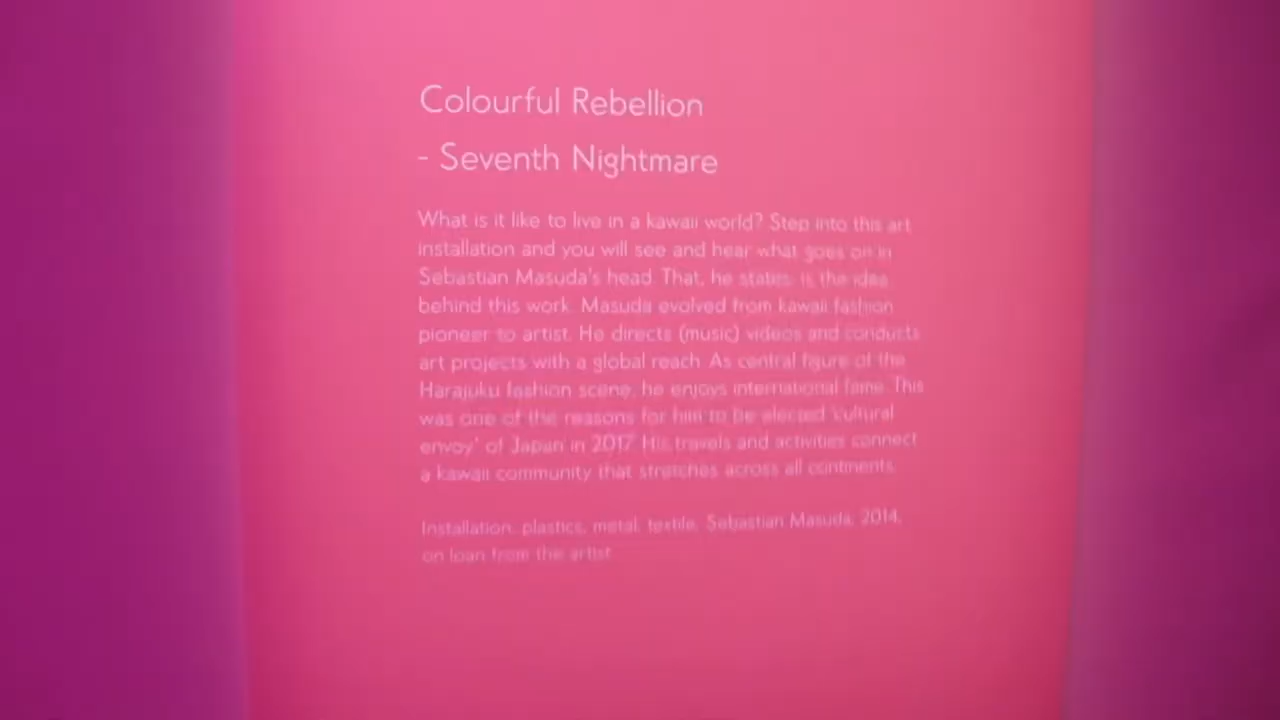 Colourful Rebellion
- Seventh Nightmare
What is it like to live in a kawaii world? Step into this art
installation and you will see and hear what goes on in
Sebastian Masuda's head. That, he states, is the idea
behind this work. Masuda evolved from kawaii fashion
pioneer to artist. He directs (music) videos and conducts
art projects with a global reach. As central figure of the
Harajuku fashion scene, he enjoys international fame. This
was one of the reasons for him to be elected 'cultural
envoy' of Japan in 2017. His travels and activities connect
a kawaii community that stretches across all continents.
Installation, plastics, metal, textile, Sebastian Masuda, 2014,
on loan from the artist